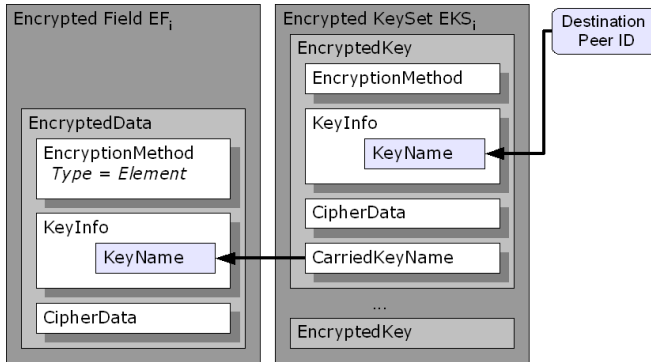 Encrypted Field EFi
EncryptedData
EncryptionMethod
Type = Element
KeyInfo
KeyName
CipherData
Encrypted KeySet EKSi
EncryptedKey
EncryptionMethod
KeyInfo
KeyName
CipherData
CarriedKeyName
...
EncryptedKey
Destination
Peer ID